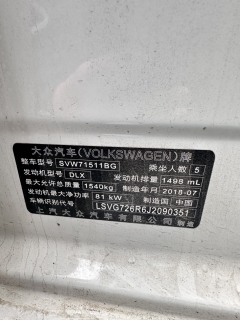 大众汽车(VOLKSWAGEN)牌
整车型号 SVW71511BG 乘坐人数 5
发动机型号 DLX 发动机排量 1498 mL
最大允许总质量 1540kg 制造年月 2018-07
发动机最大净功率 81 kW 制造国 中国
车辆识别代号 LSVG726R6J2090351
上汽大众汽车有限公司制造